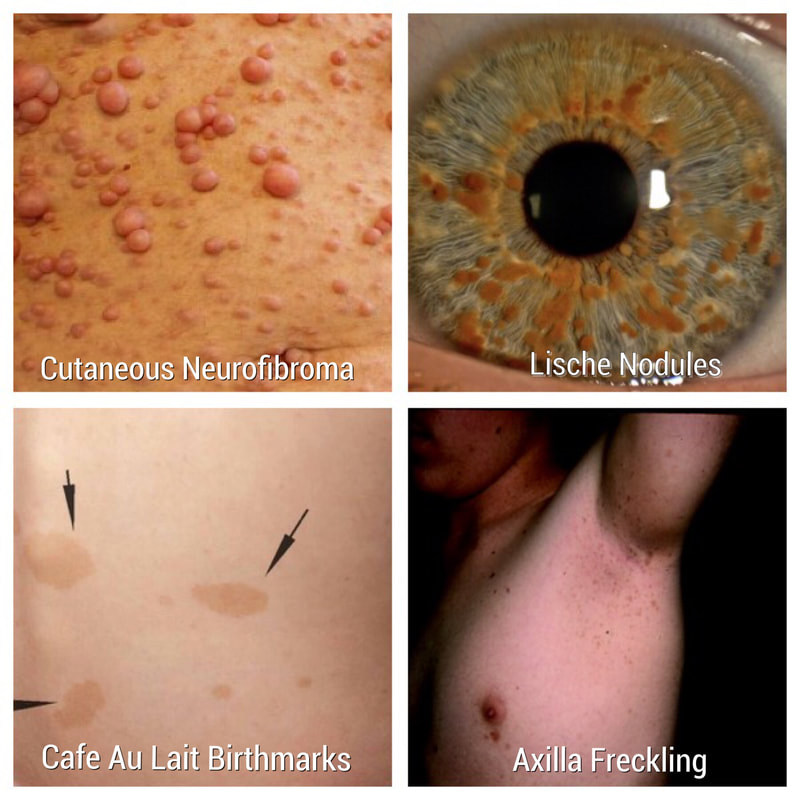 Cutaneous Neurofibroma
Lische Nodules
Cafe Au Lait Birthmarks
Axilla Freckling